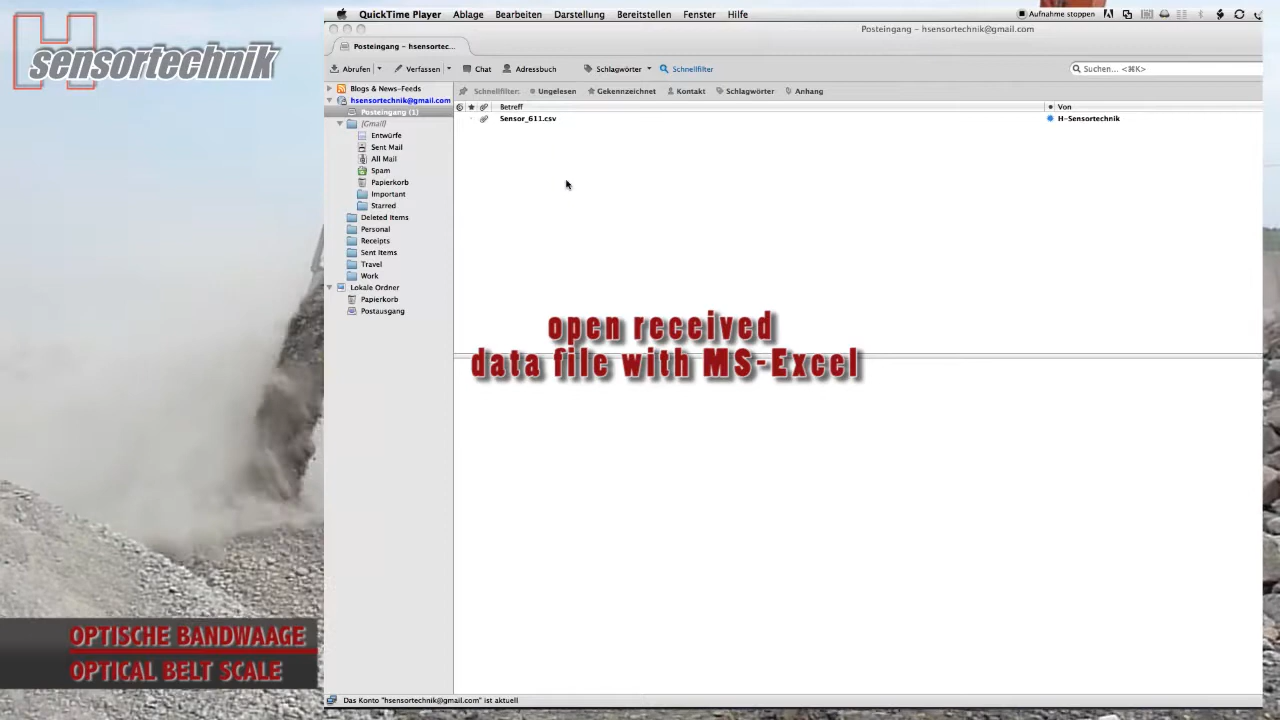 H
sensortechnik
QuickTime Player Ablage Bearbeiten Darstellung Bereitstellen Fenster Hilfe
Aufnahme stoppen
Posteingang – hsensortechnik@gmail.com
Posteingang – hsensortec...
Abrufen Verfassen Chat Adressbuch Schlagwörter Schnellfilter Suchen... <⌘K>
Schnellfilter: Ungelesen Gekennzeichnet Kontakt Schlagwörter Anhang
Betreff Von
Sensor_611.csv H-Sensortechnik
Blogs & News-Feeds
hsensortechnik@gmail.com
Posteingang (1)
[Gmail]
Entwürfe
Sent Mail
All Mail
Spam
Papierkorb
Important
Starred
Deleted Items
Personal
Receipts
Sent Items
Travel
Work
Lokale Ordner
Papierkorb
Postausgang
open received
data file with MS-Excel
OPTISCHE BANDWAAGE
OPTICAL BELT SCALE
Das Konto "hsensortechnik@gmail.com" ist aktuell